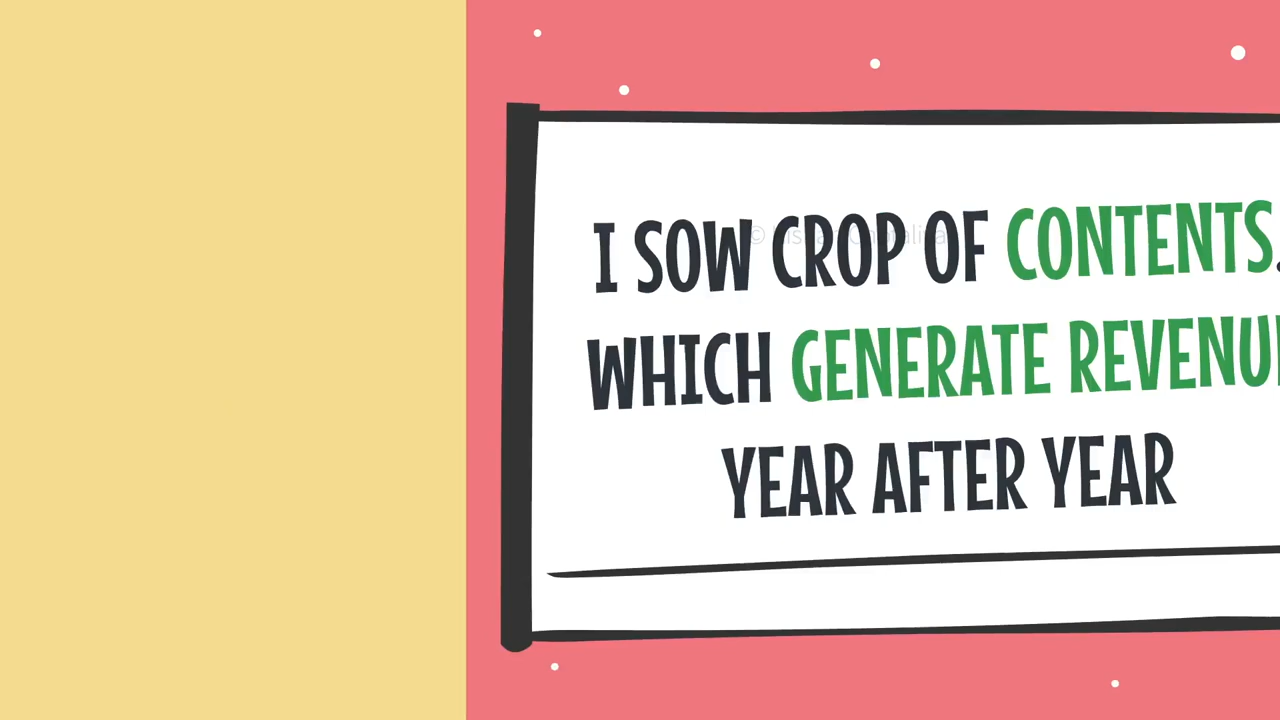 I SOW CROP OF CONTENTS.
WHICH GENERATE REVENU
YEAR AFTER YEAR